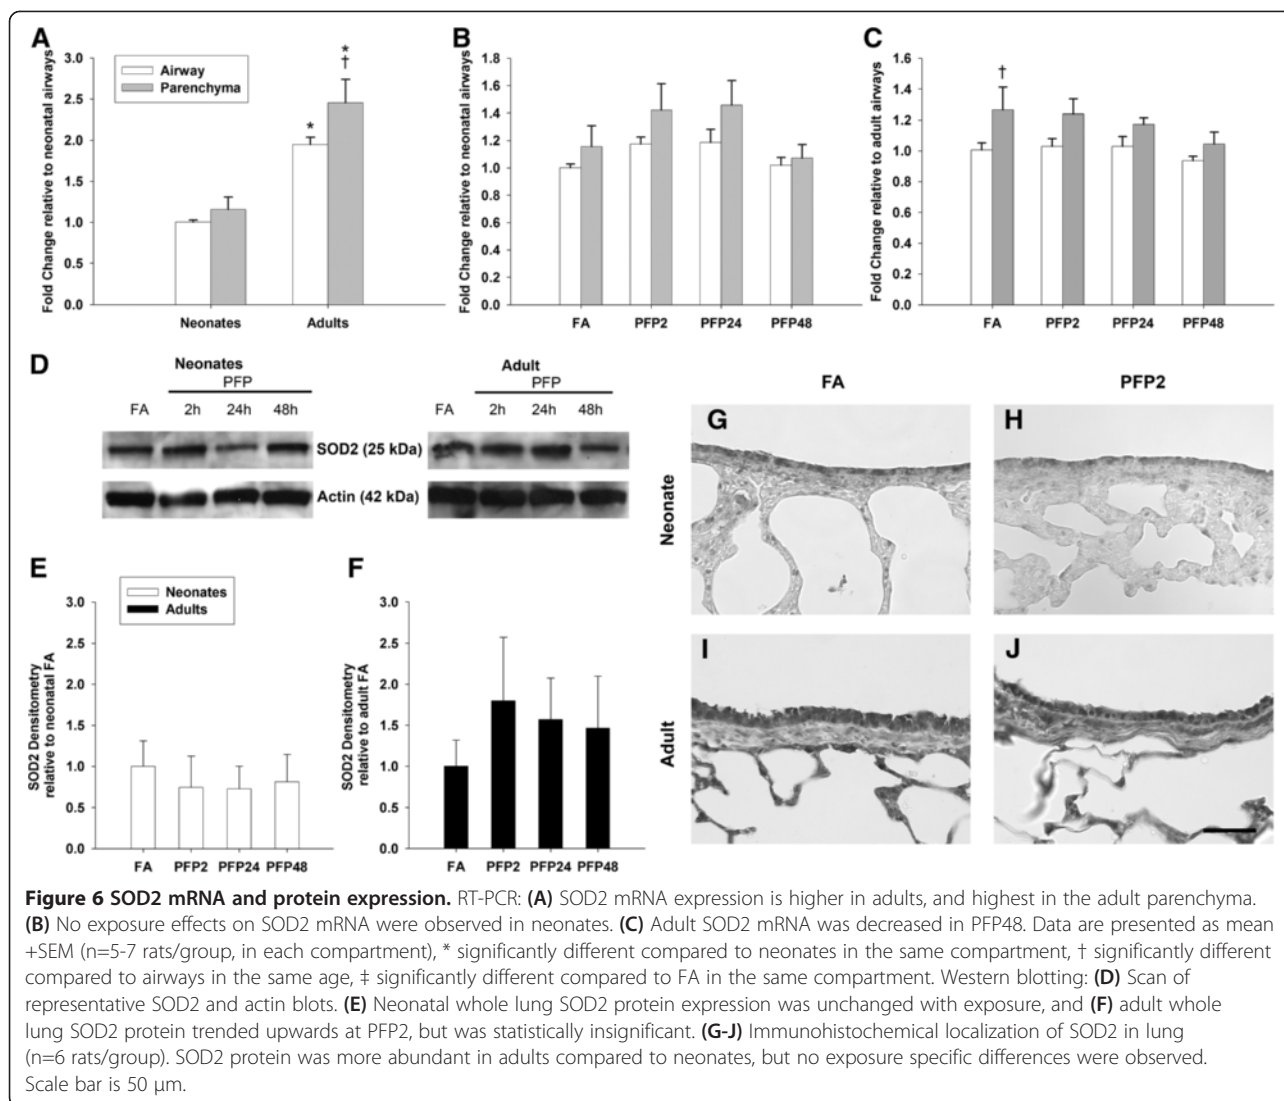 A
Fold Change relative to neonatal airways
3.0
2.5
2.0
1.5
1.0
0.5
0.0
Airway
Parenchyma
*
*
†
Neonates
Adults
B
Fold Change relative to neonatal airways
1.8
1.6
1.4
1.2
1.0
0.8
0.6
0.4
0.2
0.0
FA
PFP2
PFP24
PFP48
C
Fold Change relative to adult airways
1.6
1.4
1.2
1.0
0.8
0.6
0.4
0.2
0.0
†
FA
PFP2
PFP24
PFP48
D
Neonates
PFP
FA
2h
24h
48h
Adult
PFP
FA
2h
24h
48h
SOD2 (25 kDa)
Actin (42 kDa)
E
SOD2 Densitometry
relative to neonatal FA
3.0
2.5
2.0
1.5
1.0
0.5
0.0
Neonates
Adults
FA
PFP2
PFP24
PFP48
F
SOD2 Densitometry
relative to adult FA
3.0
2.5
2.0
1.5
1.0
0.5
0.0
FA
PFP2
PFP24
PFP48
FA
PFP2
Neonate
G
H
Adult
I
J
Figure 6 SOD2 mRNA and protein expression. RT-PCR: (A) SOD2 mRNA expression is higher in adults, and highest in the adult parenchyma.
(B) No exposure effects on SOD2 mRNA were observed in neonates. (C) Adult SOD2 mRNA was decreased in PFP48. Data are presented as mean
+SEM (n=5-7 rats/group, in each compartment), * significantly different compared to neonates in the same compartment, † significantly different
compared to airways in the same age, ‡ significantly different compared to FA in the same compartment. Western blotting: (D) Scan of
representative SOD2 and actin blots. (E) Neonatal whole lung SOD2 protein expression was unchanged with exposure, and (F) adult whole
lung SOD2 protein trended upwards at PFP2, but was statistically insignificant. (G-J) Immunohistochemical localization of SOD2 in lung
(n=6 rats/group). SOD2 protein was more abundant in adults compared to neonates, but no exposure specific differences were observed.
Scale bar is 50 μm.